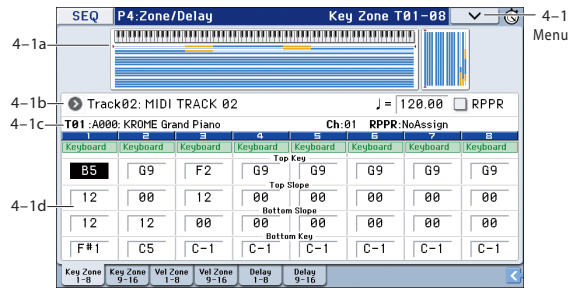 SEQ P4:Zone/Delay Key Zone T01-08 4-1
Menu
4-1a
4-1b Track02: MIDI TRACK 02 ♩= 120.00 RPPR
4-1c T01 :A000: KROME Grand Piano Ch:01 RPPR:NoAssign
1 2 3 4 5 6 7 8
Keyboard Keyboard Keyboard Keyboard Keyboard Keyboard Keyboard Keyboard
Top Key
B5 G9 F2 G9 G9 G9 G9 G9
Top Slope
4-1d 12 00 12 00 00 00 00 00
Bottom Slope
12 12 00 00 00 00 00 00
Bottom Key
F#1 C5 C-1 C-1 C-1 C-1 C-1 C-1
Key Zone Key Zone Vel Zone Vel Zone Delay Delay
1-8 9-16 1-8 9-16 1-8 9-16